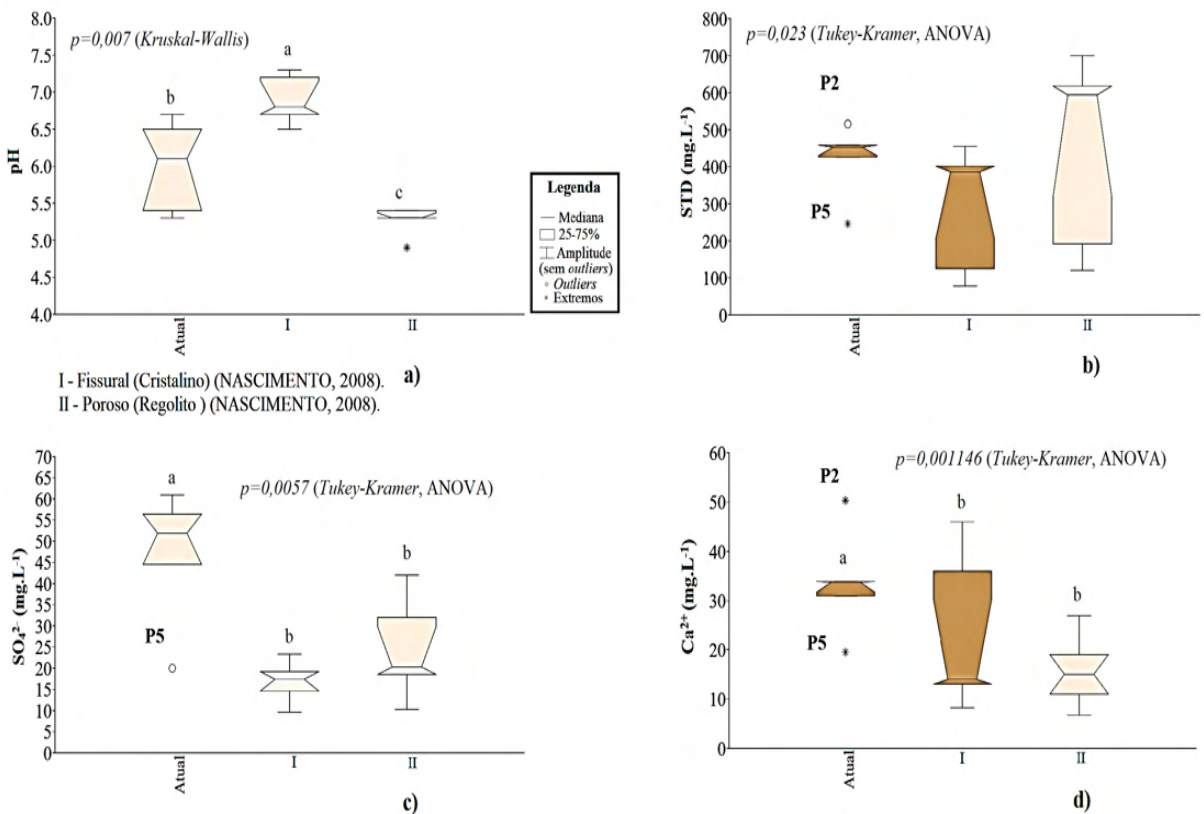 8.0
7.5
7.0
6.5
6.0
5.5
5.0
4.5
4.0
pH
p=0,007 (Kruskal-Wallis)
b
a
c
Atual
I
II
a)
I - Fissural (Cristalino) (NASCIMENTO, 2008).
II - Poroso (Regolito ) (NASCIMENTO, 2008).
Legenda
Mediana
25-75%
Amplitude
(sem outliers)
Outliers
Extremos
800
700
600
500
400
300
200
100
0
STD (mg.L⁻¹)
p=0,023 (Tukey-Kramer, ANOVA)
P2
P5
Atual
I
II
b)
70
65
60
55
50
45
40
35
30
25
20
15
10
5
0
SO₄²⁻ (mg.L⁻¹)
p=0,0057 (Tukey-Kramer, ANOVA)
a
P5
b
b
Atual
I
II
c)
60
50
40
30
20
10
0
Ca²⁺ (mg.L⁻¹)
p=0,001146 (Tukey-Kramer, ANOVA)
P2
a
P5
b
b
Atual
I
II
d)